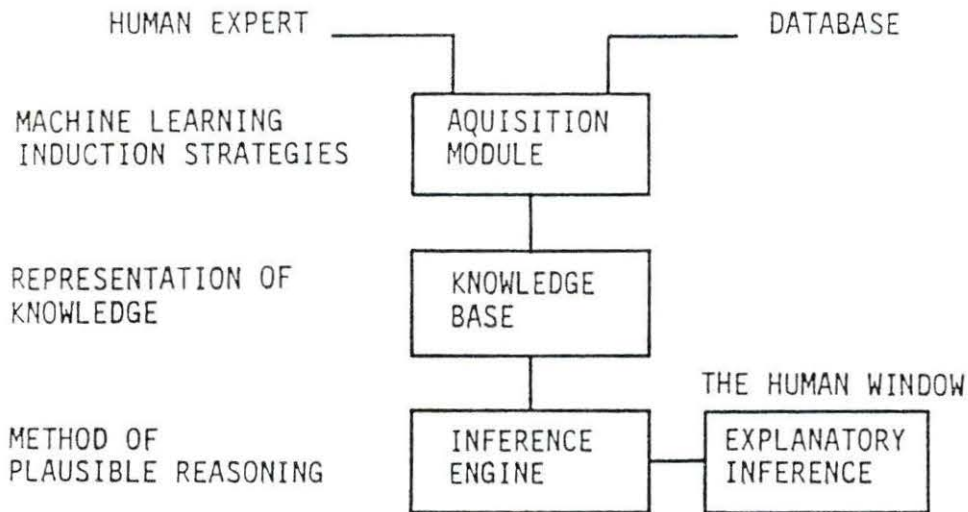 HUMAN EXPERT
DATABASE
MACHINE LEARNING
INDUCTION STRATEGIES
AQUISITION
MODULE
REPRESENTATION OF
KNOWLEDGE
KNOWLEDGE
BASE
THE HUMAN WINDOW
METHOD OF
PLAUSIBLE REASONING
INFERENCE
ENGINE
EXPLANATORY
INFERENCE